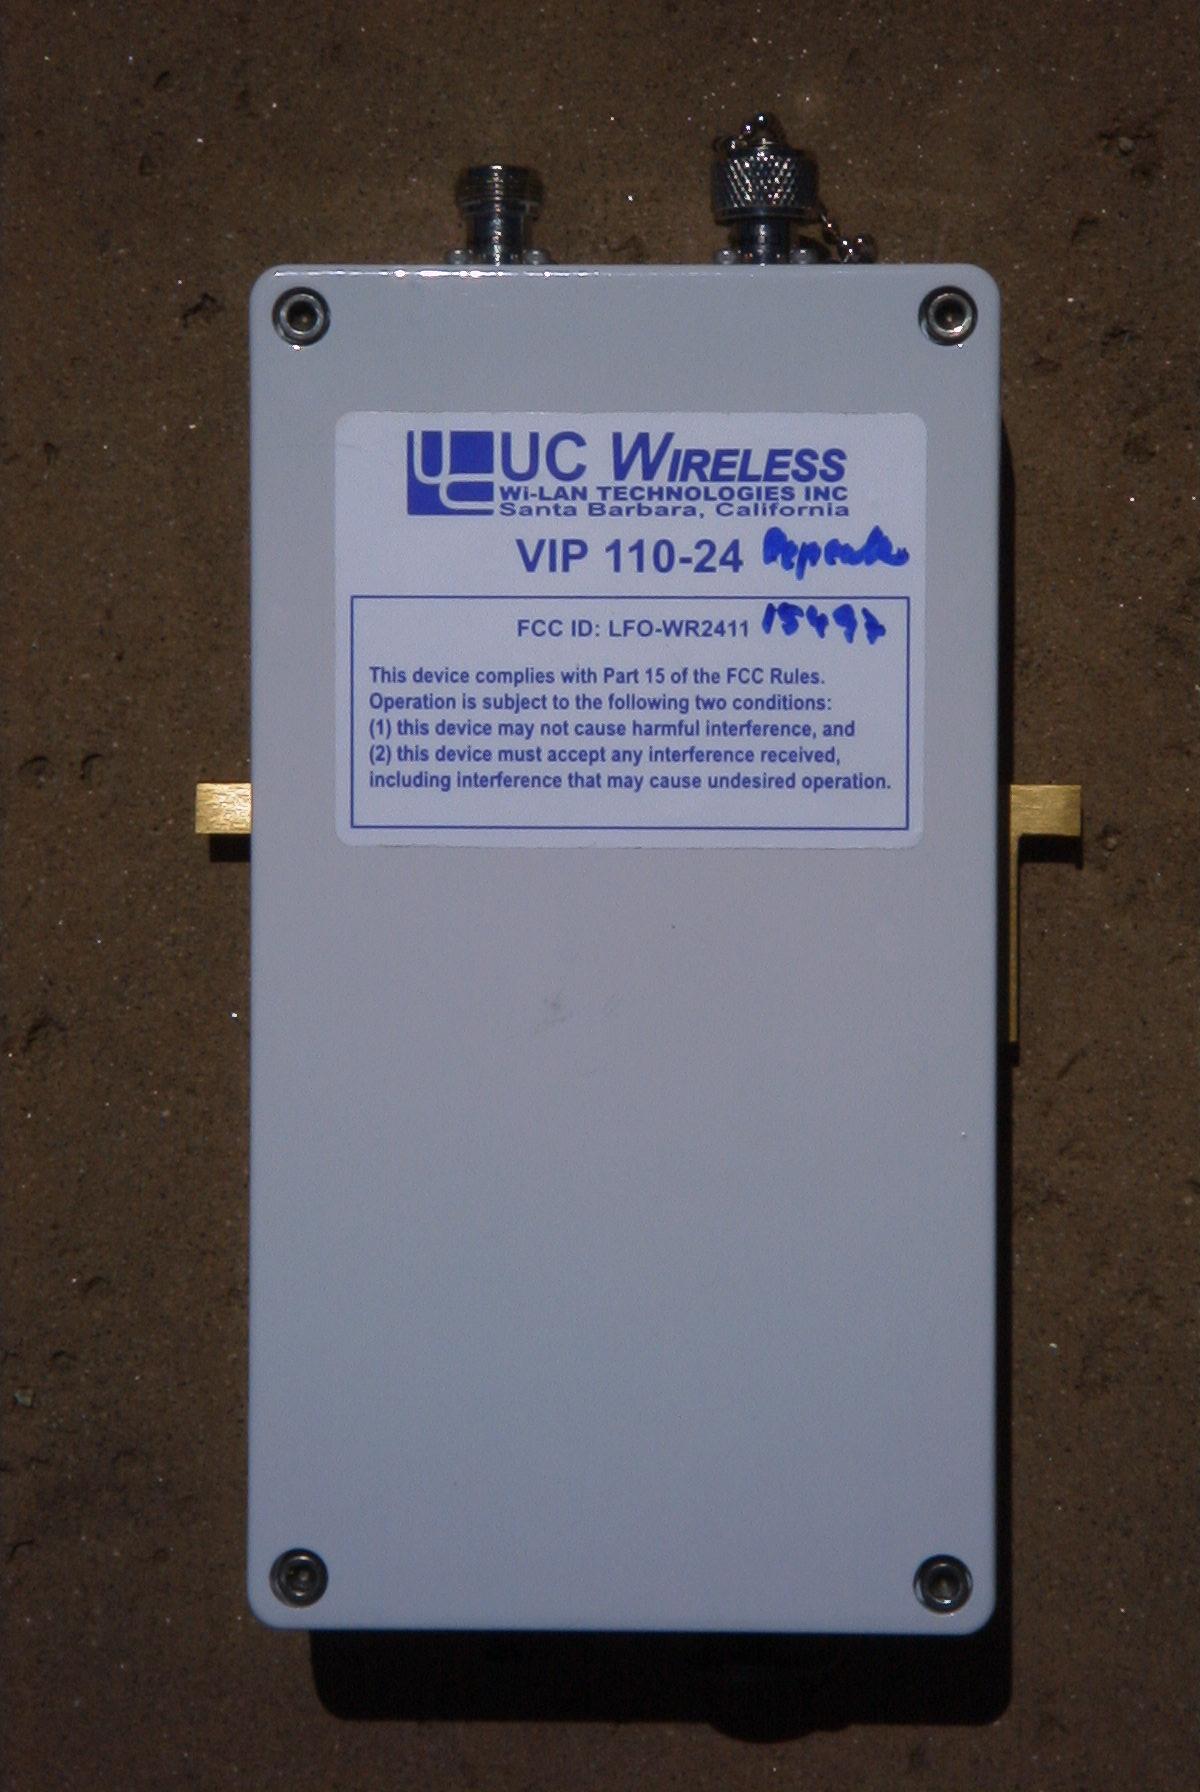 UC WIRELESS
Wi-LAN TECHNOLOGIES INC
Santa Barbara, California
VIP 110-24 Repeater
FCC ID: LFO-WR2411
This device complies with Part 15 of the FCC Rules.
Operation is subject to the following two conditions:
(1) this device may not cause harmful interference, and
(2) this device must accept any interference received,
including interference that may cause undesired operation.